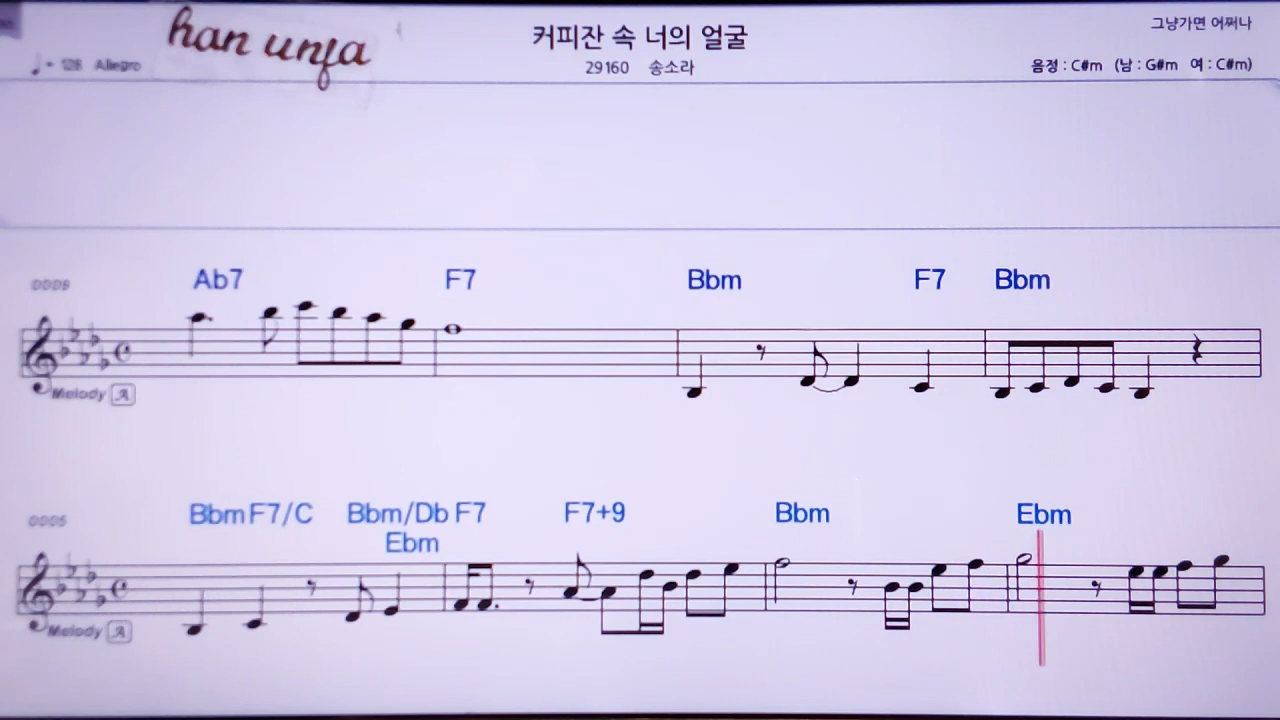 han unfa
커피잔 속 너의 얼굴
그냥가면 어쩌나
♩= 128 Allegro
29160 송소라
음정 : C#m (남 : G#m 여 : C#m)
0009
Ab7 F7 Bbm F7 Bbm
Melody A
0005
Bbm F7/C Bbm/Db F7 F7+9 Bbm Ebm
Ebm
Melody A